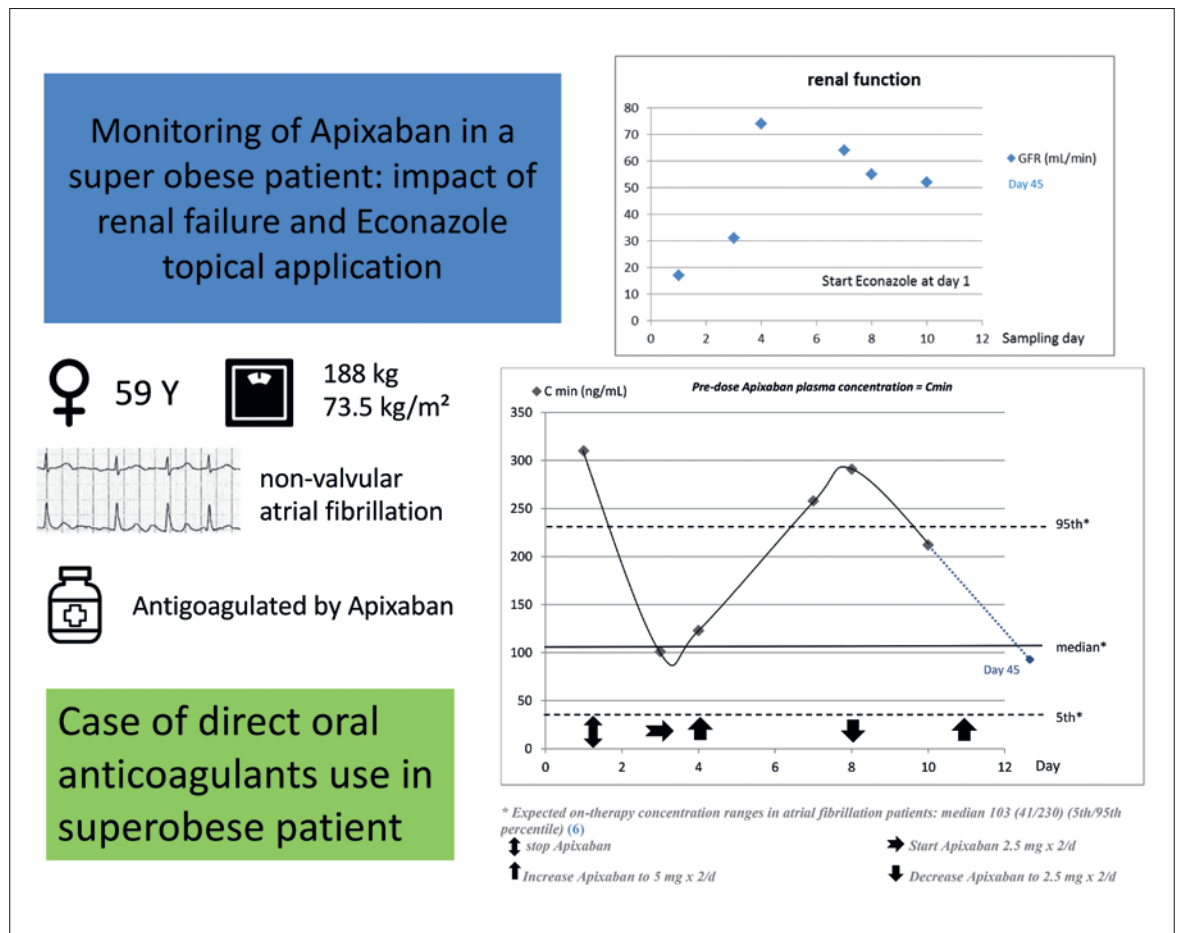 Monitoring of Apixaban in a
super obese patient: impact of
renal failure and Econazole
topical application
59 Y
188 kg
73.5 kg/m²
non-valvular
atrial fibrillation
Antigoagulated by Apixaban
Case of direct oral
anticoagulants use in
superobese patient
renal function
80
70
60
50
40
30
20
10
0
0 2 4 6 8 10 12
Sampling day
GFR (mL/min)
Day 45
Start Econazole at day 1
C min (ng/mL)
Pre-dose Apixaban plasma concentration = Cmin
350
300
250
200
150
100
50
0
0 2 4 6 8 10 12
Day
95th*
median*
Day 45
5th*
* Expected on-therapy concentration ranges in atrial fibrillation patients: median 103 (41/230) (5th/95th
percentile) (6)
stop Apixaban
Start Apixaban 2.5 mg x 2/d
Increase Apixaban to 5 mg x 2/d
Decrease Apixaban to 2.5 mg x 2/d